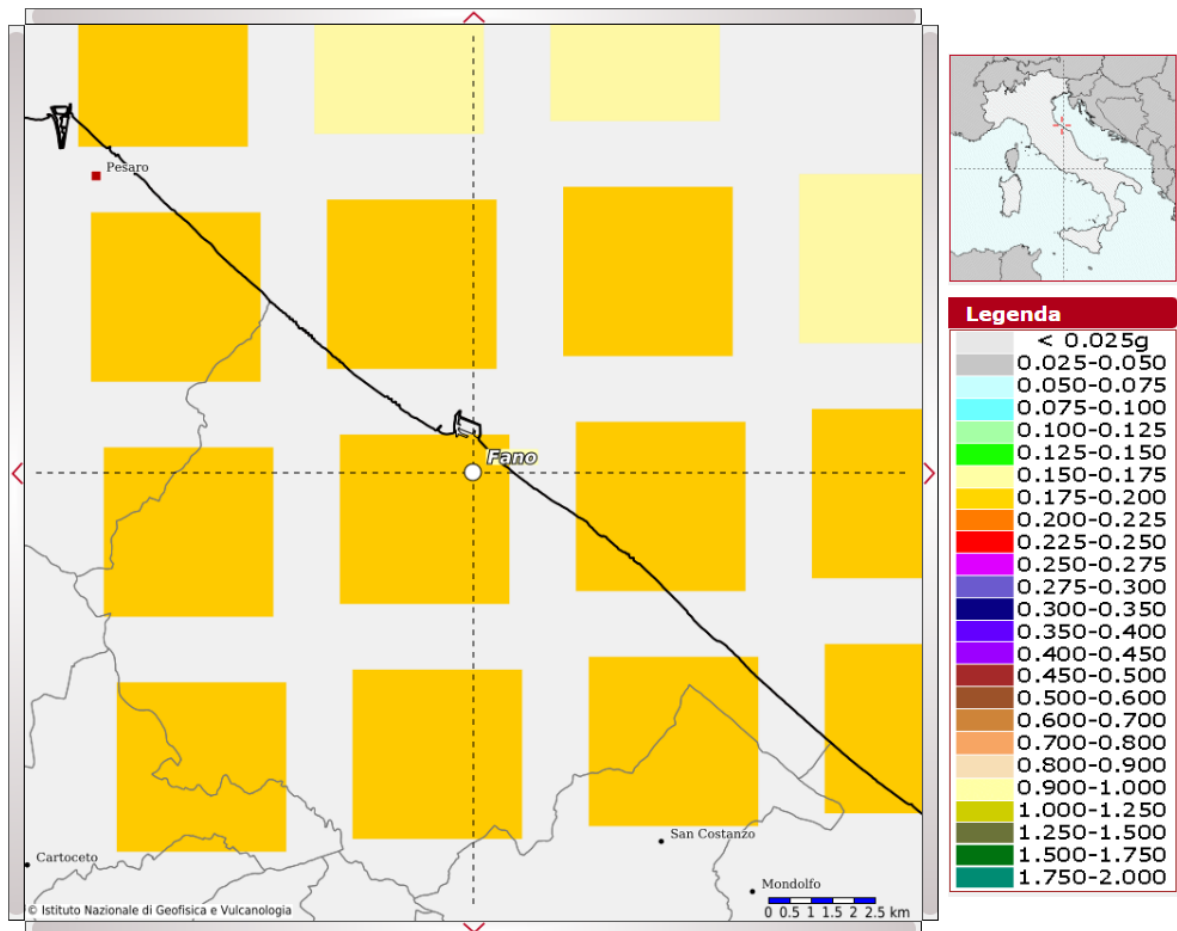 Pesaro
Fano
San Costanzo
Cartoceto
Mondolfo
© Istituto Nazionale di Geofisica e Vulcanologia
0 0.5 1 1.5 2 2.5 km
Legenda
< 0.025g
0.025-0.050
0.050-0.075
0.075-0.100
0.100-0.125
0.125-0.150
0.150-0.175
0.175-0.200
0.200-0.225
0.225-0.250
0.250-0.275
0.275-0.300
0.300-0.350
0.350-0.400
0.400-0.450
0.450-0.500
0.500-0.600
0.600-0.700
0.700-0.800
0.800-0.900
0.900-1.000
1.000-1.250
1.250-1.500
1.500-1.750
1.750-2.000